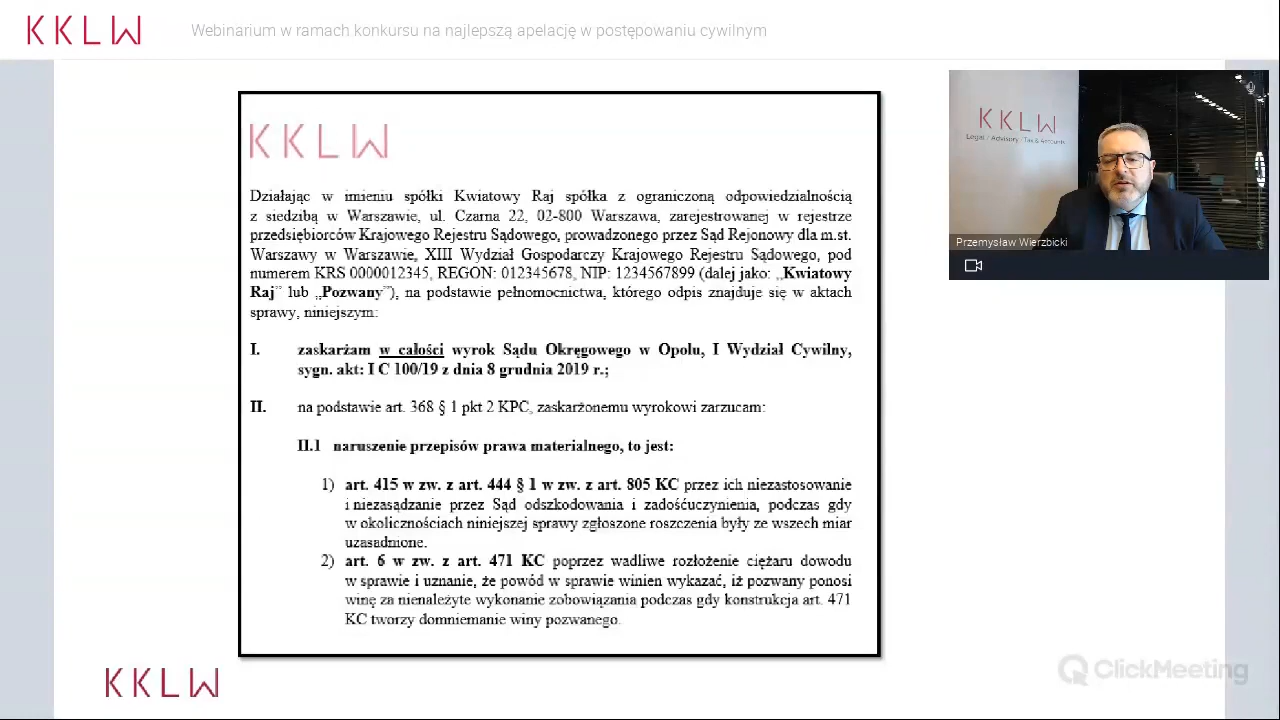 KKLW
Webinarium w ramach konkursu na najlepszą apelację w postępowaniu cywilnym
KKLW
Działając w imieniu spółki Kwiatowy Raj spółka z ograniczoną odpowiedzialnością
z siedzibą w Warszawie, ul. Czarna 22, 02-800 Warszawa, zarejestrowanej w rejestrze
przedsiębiorców Krajowego Rejestru Sądowego, prowadzonego przez Sąd Rejonowy dla m.st.
Warszawy w Warszawie, XIII Wydział Gospodarczy Krajowego Rejestru Sądowego, pod
numerem KRS 0000012345, REGON: 012345678, NIP: 1234567899 (dalej jako: „Kwiatowy
Raj” lub „Pozwany”), na podstawie pełnomocnictwa, którego odpis znajduje się w aktach
sprawy, niniejszym:
I. zaskarżam w całości wyrok Sądu Okręgowego w Opolu, I Wydział Cywilny,
sygn. akt: I C 100/19 z dnia 8 grudnia 2019 r.;
II. na podstawie art. 368 § 1 pkt 2 KPC, zaskarżonemu wyrokowi zarzucam:
II.1 naruszenie przepisów prawa materialnego, to jest:
1) art. 415 w zw. z art. 444 § 1 w zw. z art. 805 KC przez ich niezastosowanie
i niezasądzanie przez Sąd odszkodowania i zadośćuczynienia, podczas gdy
w okolicznościach niniejszej sprawy zgłoszone roszczenia były ze wszech miar
uzasadnione.
2) art. 6 w zw. z art. 471 KC poprzez wadliwe rozłożenie ciężaru dowodu
w sprawie i uznanie, że powód w sprawie winien wykazać, iż pozwany ponosi
winę za nienależyte wykonanie zobowiązania podczas gdy konstrukcja art. 471
KC tworzy domniemanie winy pozwanego.
KKLW
KKLW
Legal / Advisory / Tax & Accounts
Przemysław Wierzbicki
ClickMeeting